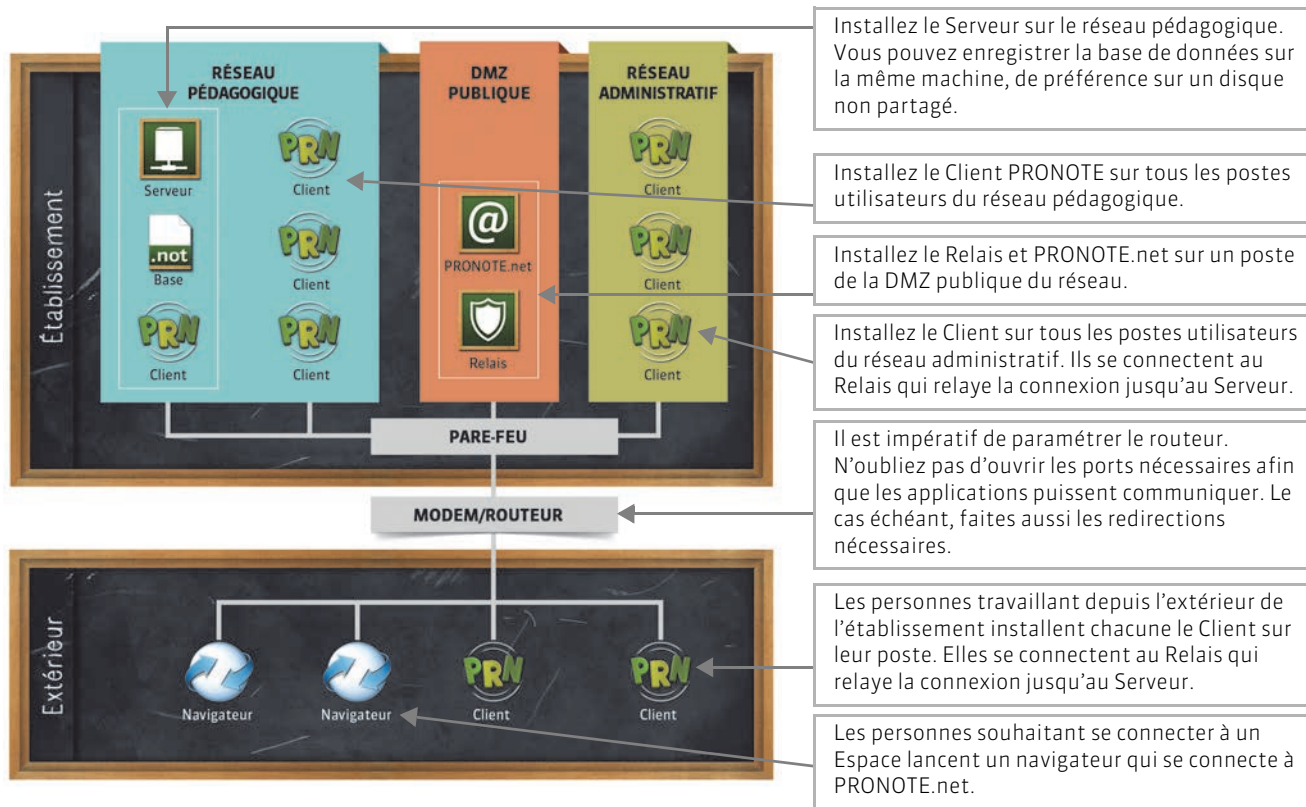 Installez le Serveur sur le réseau pédagogique.
Vous pouvez enregistrer la base de données sur
la même machine, de préférence sur un disque
non partagé.
RÉSEAU
PÉDAGOGIQUE
DMZ
PUBLIQUE
RÉSEAU
ADMINISTRATIF
Établissement
Serveur
PRN
Client
PRN
Client
Installez le Client PRONOTE sur tous les postes
utilisateurs du réseau pédagogique.
.not
Base
PRN
Client
@
PRONOTE.net
PRN
Client
Installez le Relais et PRONOTE.net sur un poste
de la DMZ publique du réseau.
PRN
Client
PRN
Client
Relais
PRN
Client
Installez le Client sur tous les postes utilisateurs
du réseau administratif. Ils se connectent au
Relais qui relaye la connexion jusqu’au Serveur.
PARE-FEU
MODEM/ROUTEUR
Il est impératif de paramétrer le routeur.
N’oubliez pas d’ouvrir les ports nécessaires afin
que les applications puissent communiquer. Le
cas échéant, faites aussi les redirections
nécessaires.
Extérieur
Navigateur
Navigateur
PRN
Client
PRN
Client
Les personnes travaillant depuis l’extérieur de
l’établissement installent chacune le Client sur
leur poste. Elles se connectent au Relais qui
relaye la connexion jusqu’au Serveur.
Les personnes souhaitant se connecter à un
Espace lancent un navigateur qui se connecte à
PRONOTE.net.